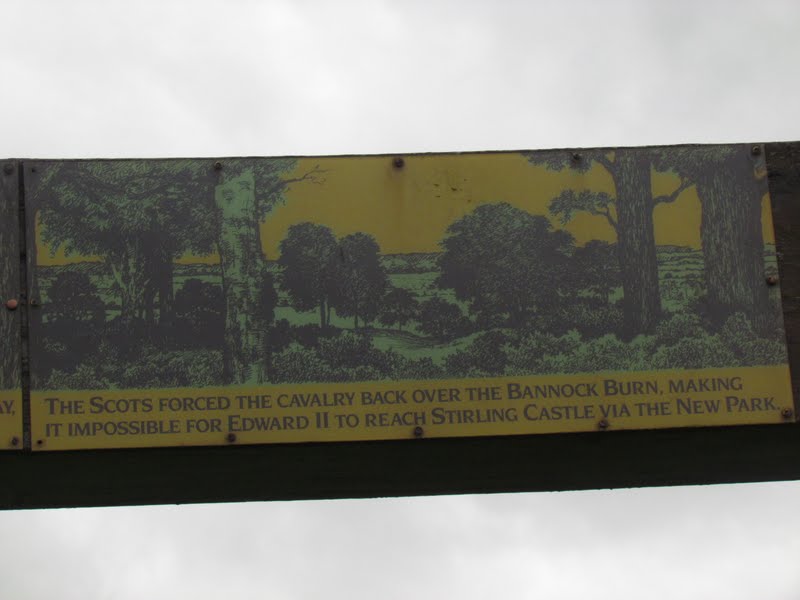 AY,
THE SCOTS FORCED THE CAVALRY BACK OVER THE BANNOCK BURN, MAKING
IT IMPOSSIBLE FOR EDWARD II TO REACH STIRLING CASTLE VIA THE NEW PARK.